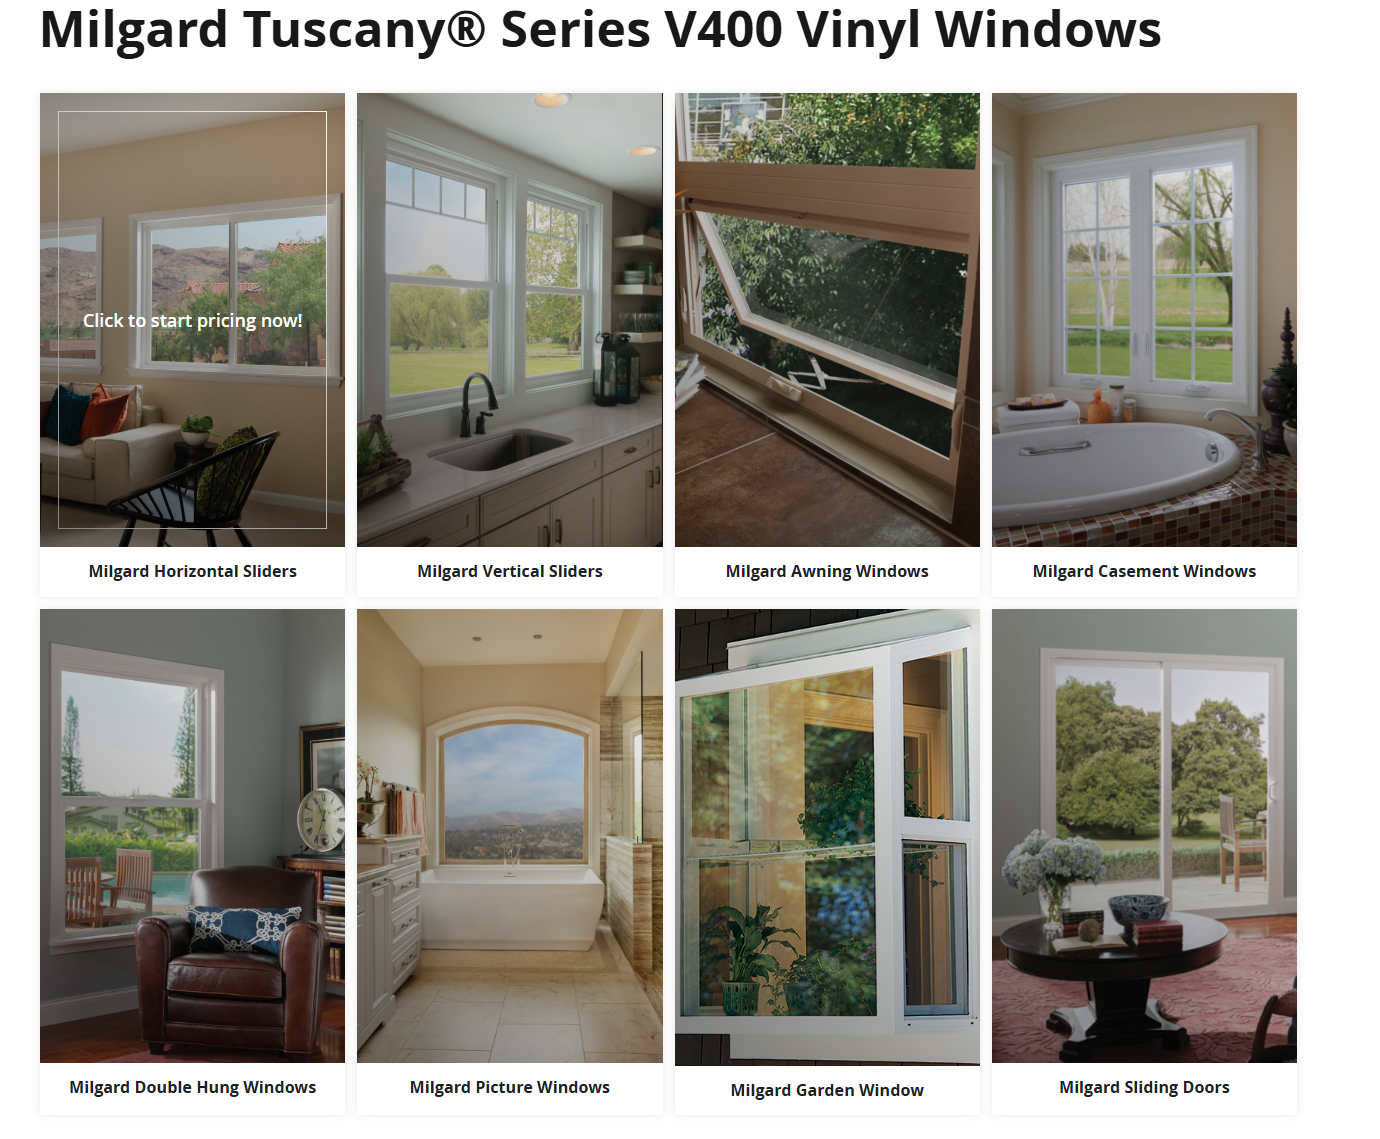 Milgard Tuscany® Series V400 Vinyl Windows
Click to start pricing now!
Milgard Horizontal Sliders
Milgard Vertical Sliders
Milgard Awning Windows
Milgard Casement Windows
Milgard Double Hung Windows
Milgard Picture Windows
Milgard Garden Window
Milgard Sliding Doors